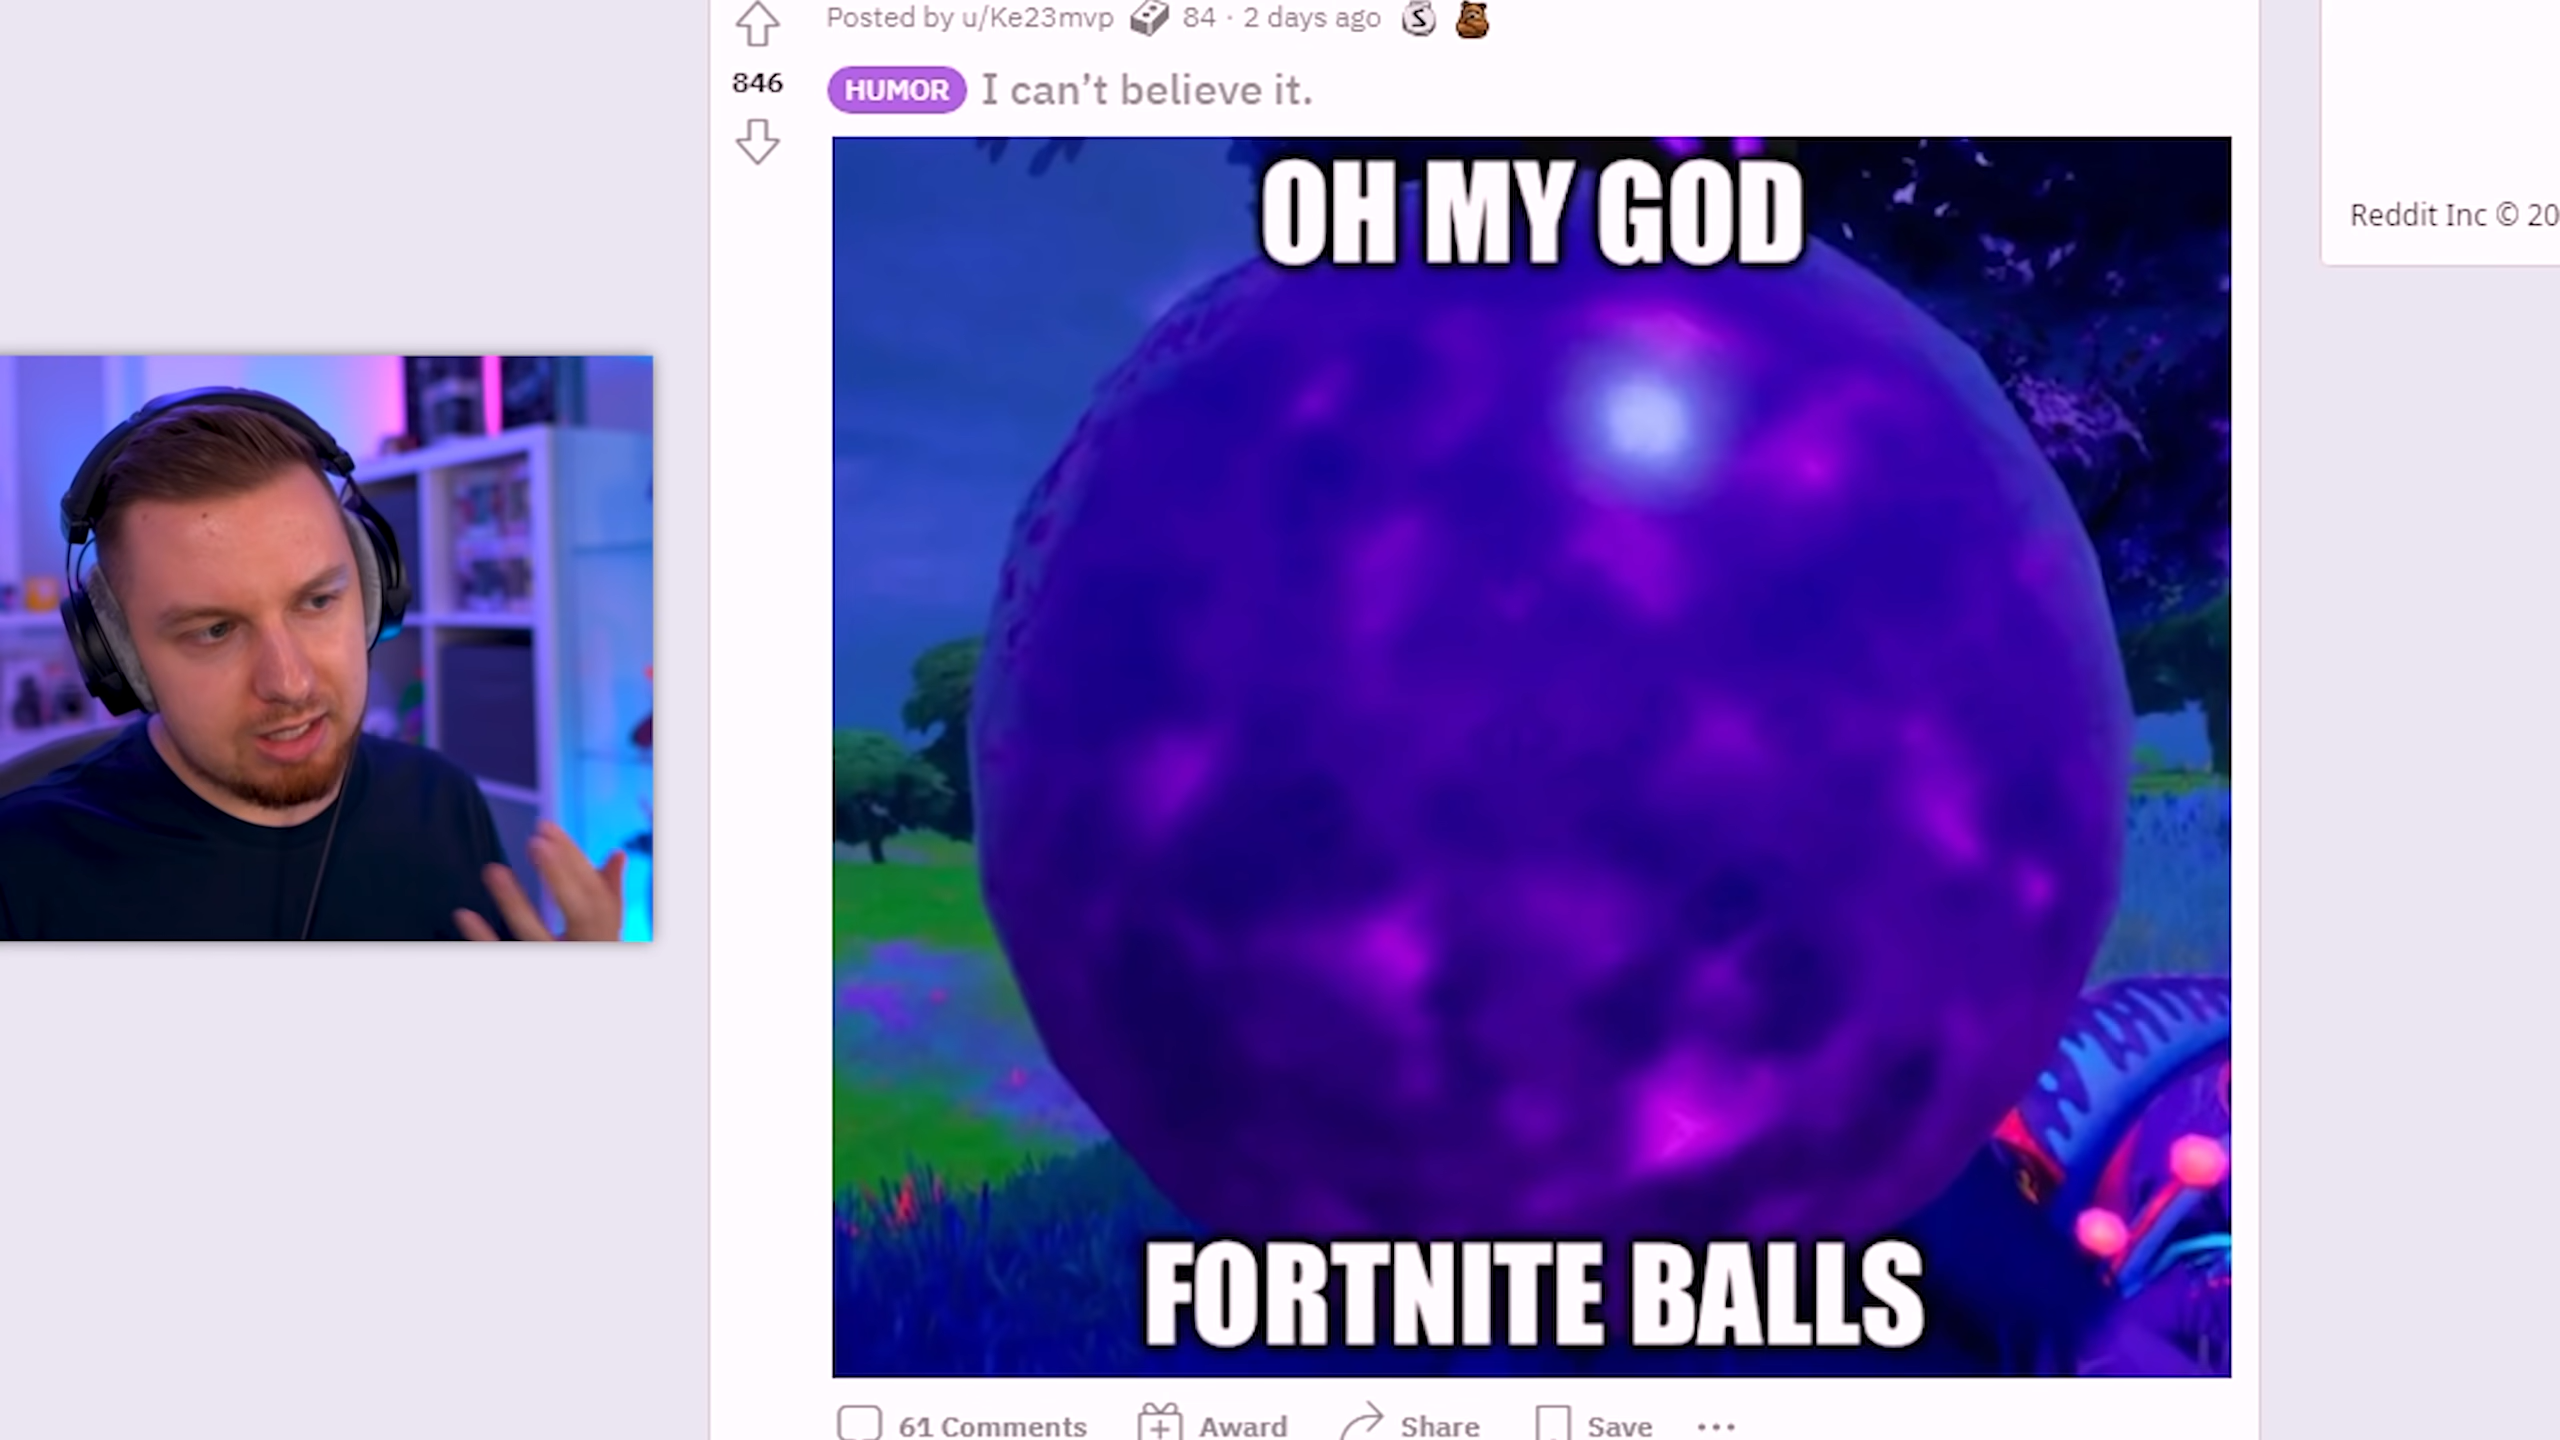 Posted by u/Ke23mvp 84 · 2 days ago
846
HUMOR I can’t believe it.
OH MY GOD
FORTNITE BALLS
61 Comments Award Share Save ...
Reddit Inc © 20